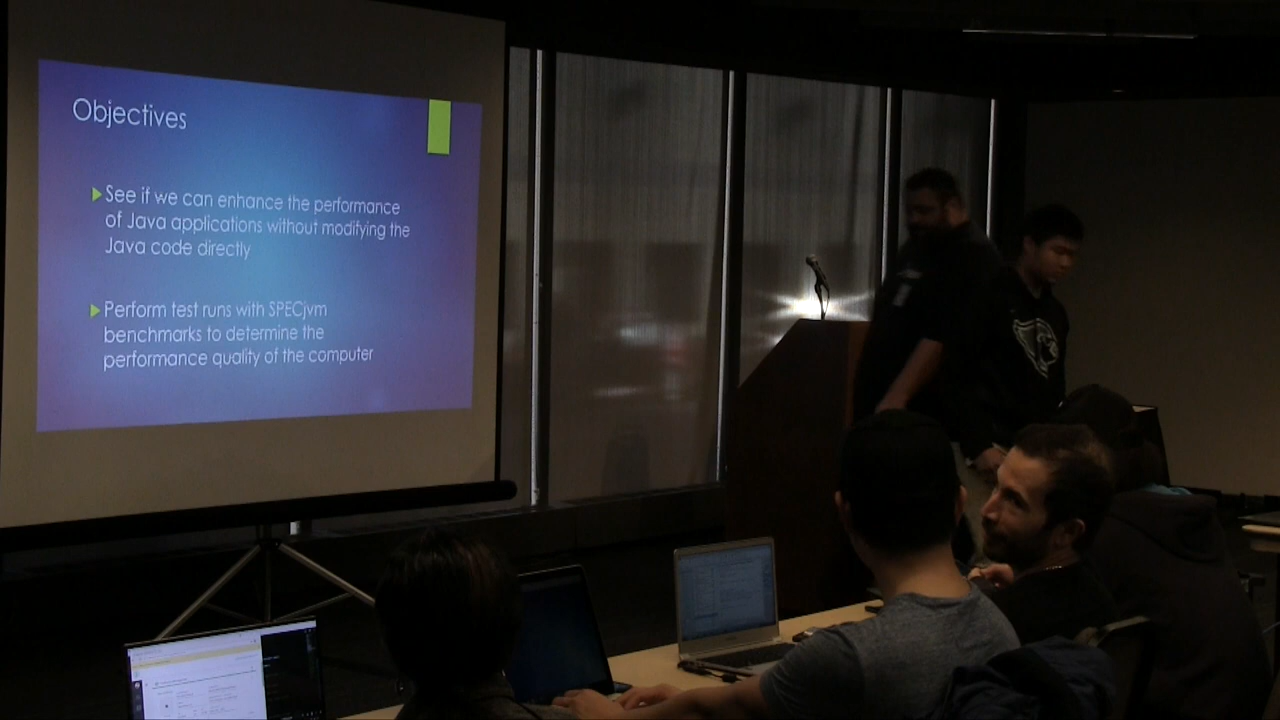 Objectives
See if we can enhance the performance
of Java applications without modifying the
Java code directly
Perform test runs with SPECjvm
benchmarks to determine the
performance quality of the computer